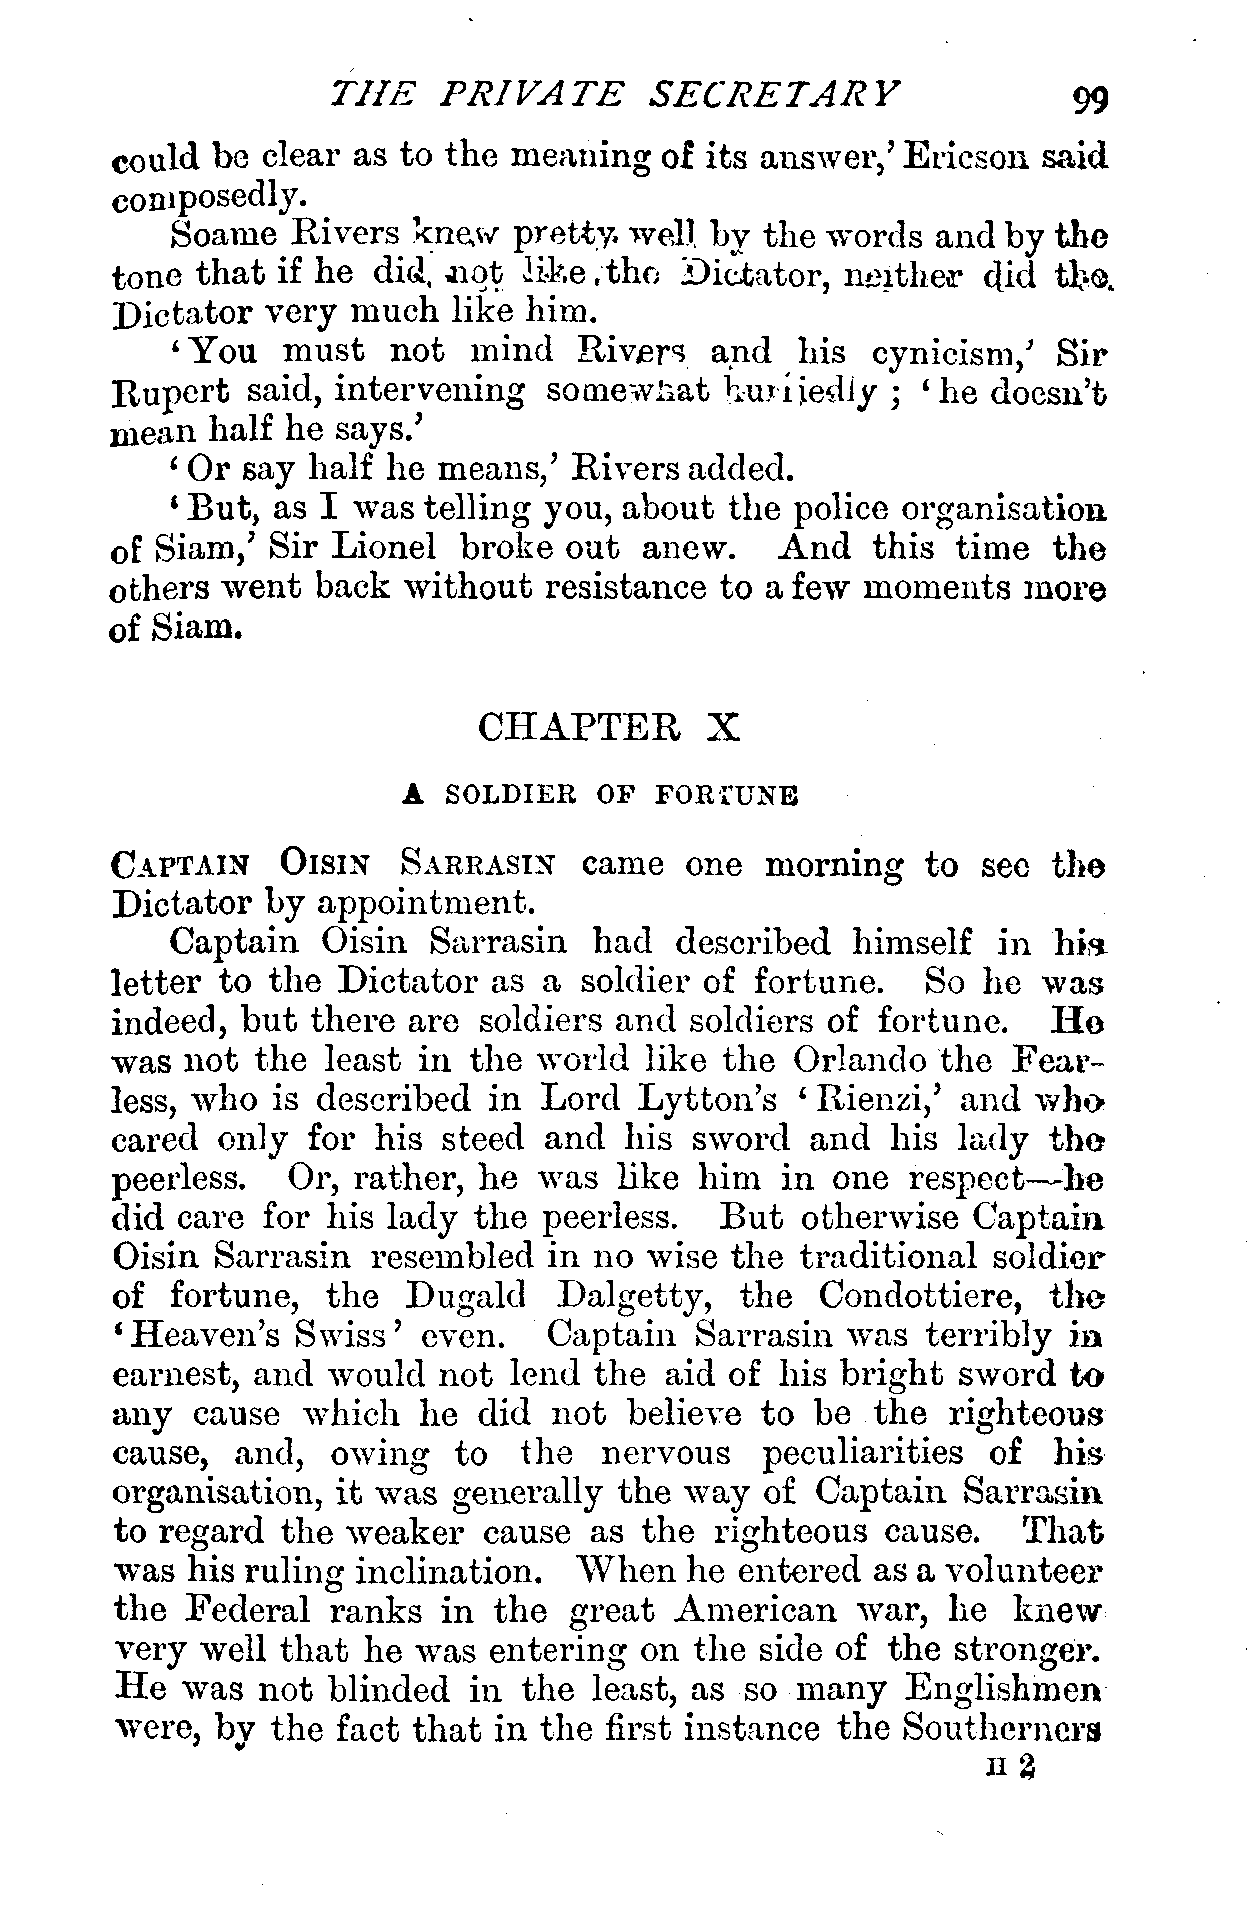 THE PRIVATE SECRETARY 99
could be clear as to the meaning of its answer,' Ericson said
composedly.
Soame Rivers knew pretty well by the words and by the
tone that if he did not like the Dictator, neither did the
Dictator very much like him.
'You must not mind Rivers and his cynicism,' Sir
Rupert said, intervening somewhat hurriedly ; 'he doesn't
mean half he says.'
'Or say half he means,' Rivers added.
'But, as I was telling you, about the police organisation
of Siam,' Sir Lionel broke out anew. And this time the
others went back without resistance to a few moments more
of Siam.
CHAPTER X
A SOLDIER OF FORTUNE
CAPTAIN OISIN SARRASIN came one morning to see the
Dictator by appointment.
Captain Oisin Sarrasin had described himself in his
letter to the Dictator as a soldier of fortune. So he was
indeed, but there are soldiers and soldiers of fortune. He
was not the least in the world like the Orlando the Fear-
less, who is described in Lord Lytton's 'Rienzi,' and who
cared only for his steed and his sword and his lady the
peerless. Or, rather, he was like him in one respect—he
did care for his lady the peerless. But otherwise Captain
Oisin Sarrasin resembled in no wise the traditional soldier
of fortune, the Dugald Dalgetty, the Condottiere, the
'Heaven's Swiss' even. Captain Sarrasin was terribly in
earnest, and would not lend the aid of his bright sword to
any cause which he did not believe to be the righteous
cause, and, owing to the nervous peculiarities of his
organisation, it was generally the way of Captain Sarrasin
to regard the weaker cause as the righteous cause. That
was his ruling inclination. When he entered as a volunteer
the Federal ranks in the great American war, he knew
very well that he was entering on the side of the stronger.
He was not blinded in the least, as so many Englishmen
were, by the fact that in the first instance the Southerners
H 2